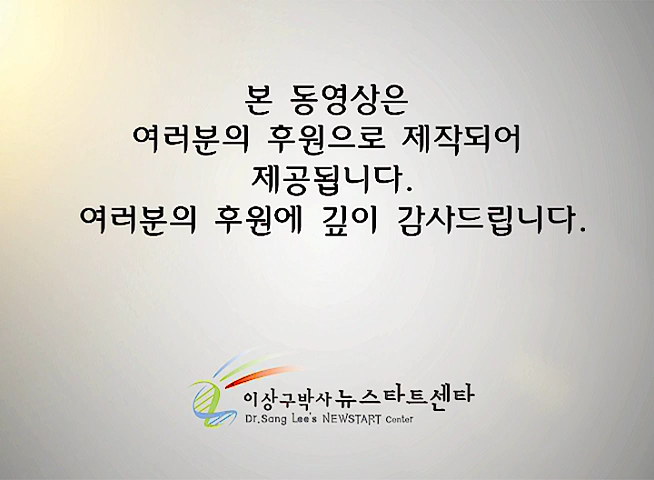 본 동영상은
여러분의 후원으로 제작되어
제공됩니다.
여러분의 후원에 깊이 감사드립니다.
이상구박사 뉴스타트센타
Dr.Sang Lee's NEWSTART Center